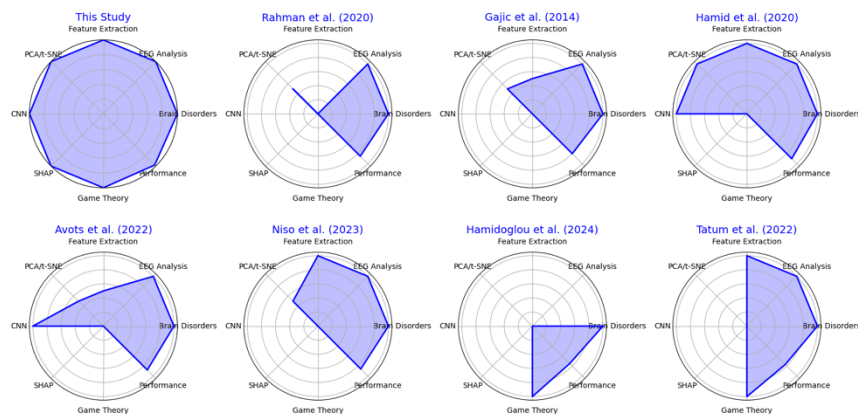 This Study
Feature Extraction
PCA/t-SNE
EEG Analysis
CNN
Brain Disorders
SHAP
Performance
Game Theory
Rahman et al. (2020)
Feature Extraction
PCA/t-SNE
EEG Analysis
CNN
Brain Disorders
SHAP
Performance
Game Theory
Gajic et al. (2014)
Feature Extraction
PCA/t-SNE
EEG Analysis
CNN
Brain Disorders
SHAP
Performance
Game Theory
Hamid et al. (2020)
Feature Extraction
PCA/t-SNE
EEG Analysis
CNN
Brain Disorders
SHAP
Performance
Game Theory
Avots et al. (2022)
Feature Extraction
PCA/t-SNE
EEG Analysis
CNN
Brain Disorders
SHAP
Performance
Game Theory
Niso et al. (2023)
Feature Extraction
PCA/t-SNE
EEG Analysis
CNN
Brain Disorders
SHAP
Performance
Game Theory
Hamidoglou et al. (2024)
Feature Extraction
PCA/t-SNE
EEG Analysis
CNN
Brain Disorders
SHAP
Performance
Game Theory
Tatum et al. (2022)
Feature Extraction
PCA/t-SNE
EEG Analysis
CNN
Brain Disorders
SHAP
Performance
Game Theory